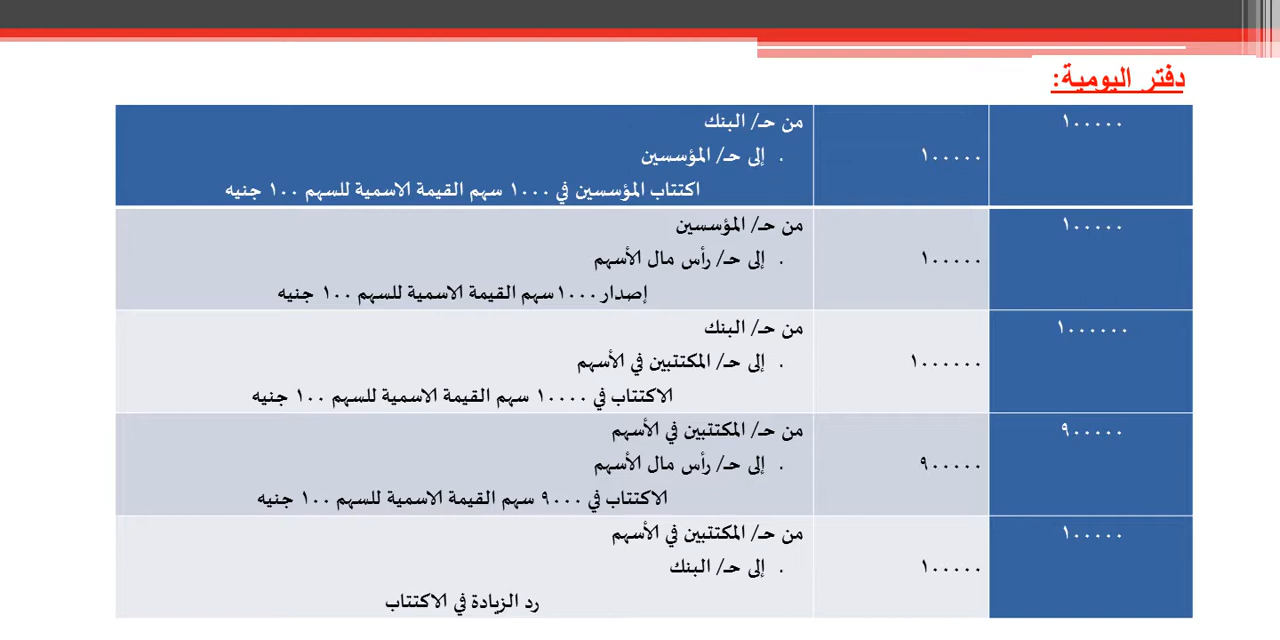 دفتر اليومية:
١٠٠٠٠٠ من حـ/ البنك
١٠٠٠٠٠ . إلى حـ/ المؤسسين
اكتتاب المؤسسين في ١٠٠٠ سهم القيمة الاسمية للسهم ١٠٠ جنيه
١٠٠٠٠٠ من حـ/ المؤسسين
١٠٠٠٠٠ . إلى حـ/ رأس مال الأسهم
إصدار ١٠٠٠ سهم القيمة الاسمية للسهم ١٠٠ جنيه
١٠٠٠٠٠٠ من حـ/ البنك
١٠٠٠٠٠٠ . إلى حـ/ المكتتبين في الأسهم
الاكتتاب في ١٠٠٠٠ سهم القيمة الاسمية للسهم ١٠٠ جنيه
٩٠٠٠٠٠ من حـ/ المكتتبين في الأسهم
٩٠٠٠٠٠ . إلى حـ/ رأس مال الأسهم
الاكتتاب في ٩٠٠٠ سهم القيمة الاسمية للسهم ١٠٠ جنيه
١٠٠٠٠٠ من حـ/ المكتتبين في الأسهم
١٠٠٠٠٠ . إلى حـ/ البنك
رد الزيادة في الاكتتاب